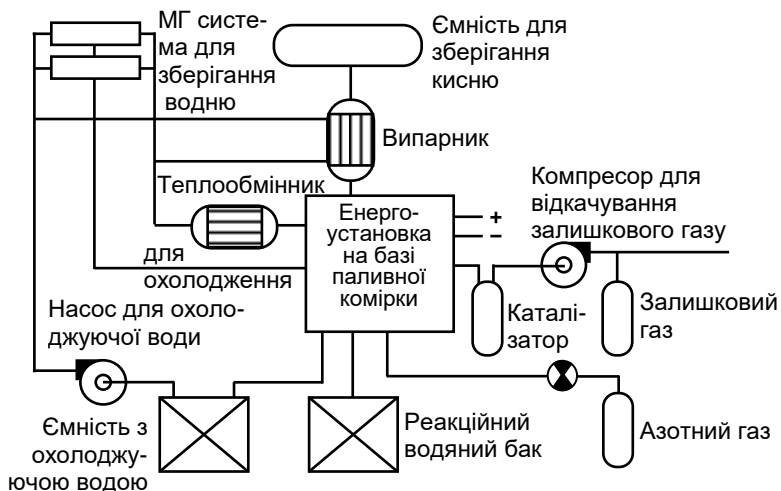 МГ систе-
ма для
зберігання
водню
Ємність для
зберігання
кисню
Випарник
Теплообмінник
для
охолодження
Енерго-
установка
на базі
паливної
комірки
+
–
Компресор для
відкачування
залишкового газу
Каталі-
затор
Залишковий
газ
Насос для охоло-
джуючої води
Ємність з
охолоджу-
ючою водою
Реакційний
водяний бак
Азотний газ